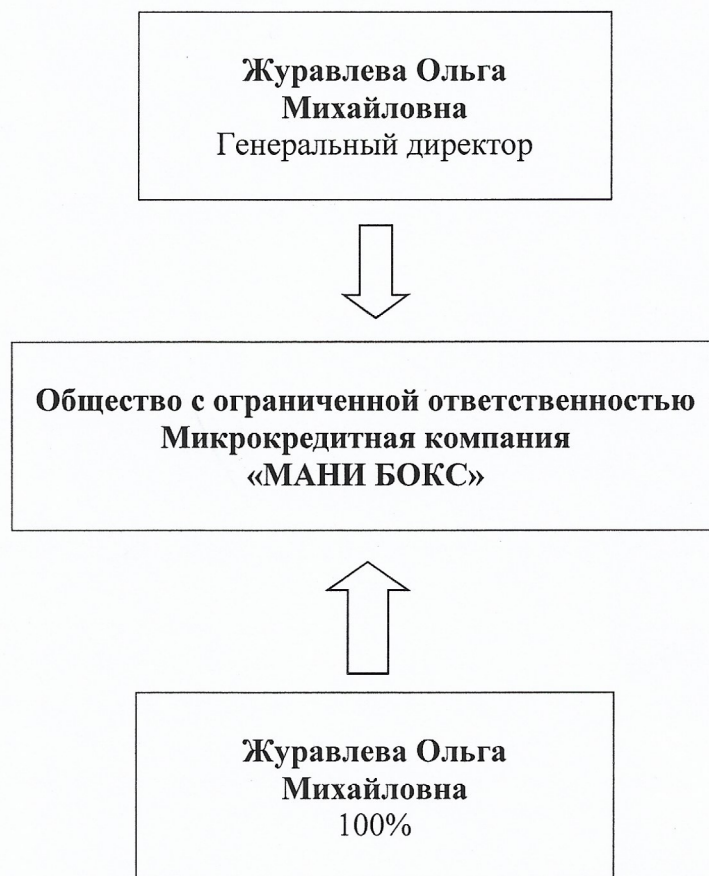 Журавлева Ольга
Михайловна
Генеральный директор
Общество с ограниченной ответственностью
Микрокредитная компания
«МАНИ БОКС»
Журавлева Ольга
Михайловна
100%